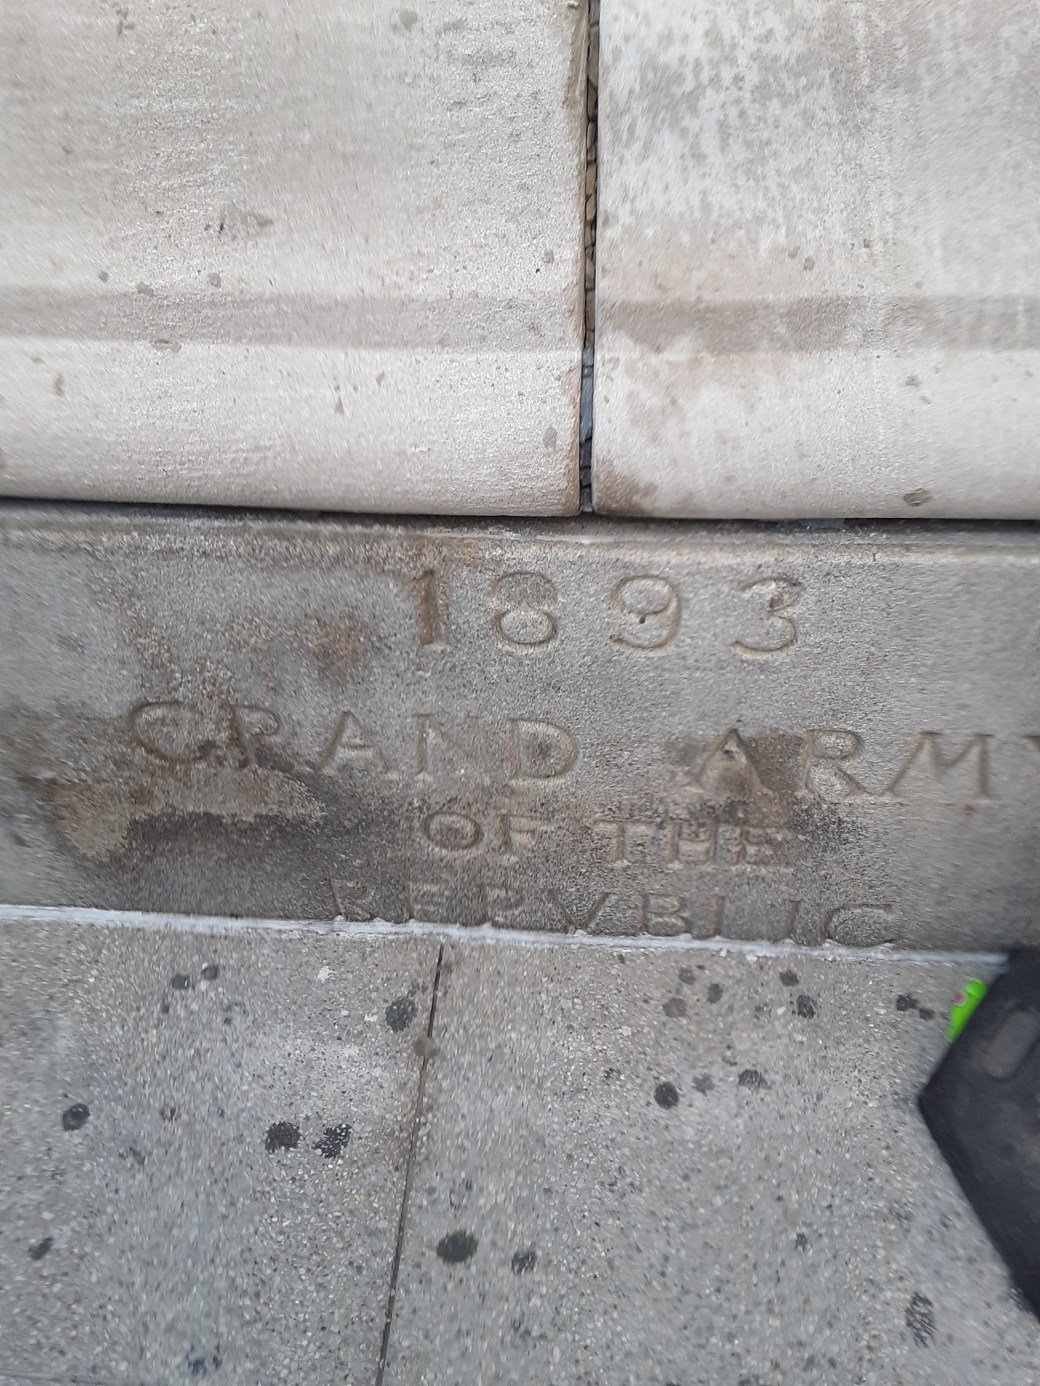 1893
GRAND ARMY
OF THE
REPVBLIC